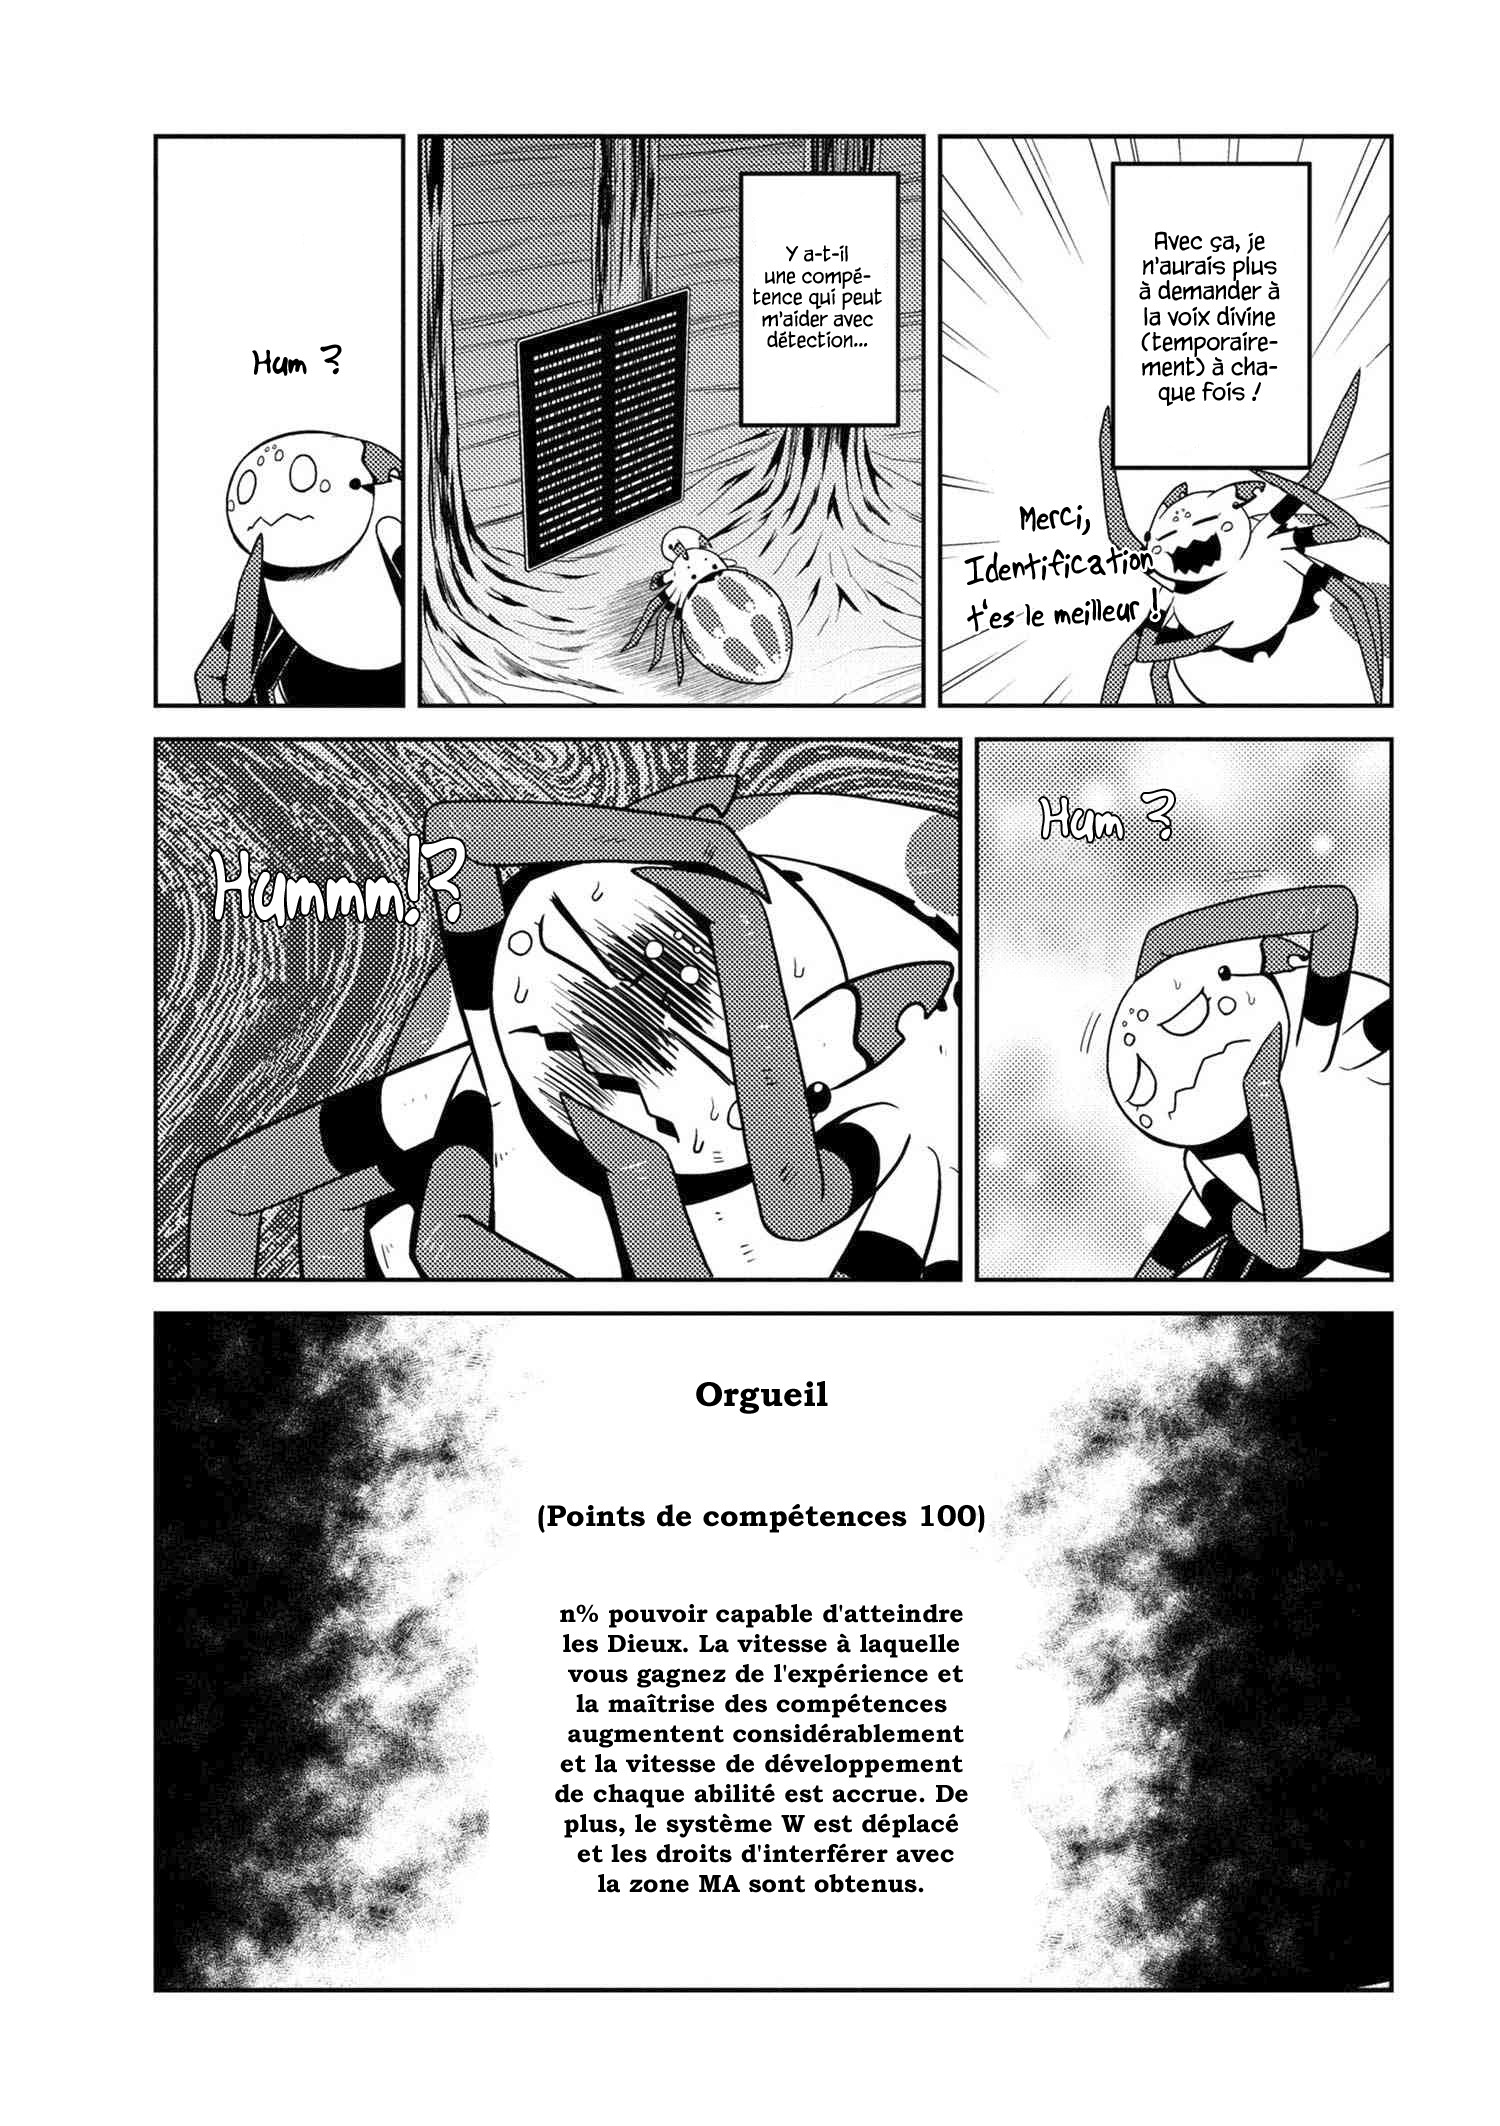 Avec ça, je
n'aurais plus
à demander à
la voix divine
(temporaire-
ment) à cha-
que fois !
Merci,
Identification
t'es le meilleur !
Y a-t-il
une compé-
tence qui peut
m'aider avec
détection...
Hum ?
Hum ?
Hummm!?
Orgueil
(Points de compétences 100)
n% pouvoir capable d'atteindre
les Dieux. La vitesse à laquelle
vous gagnez de l'expérience et
la maîtrise des compétences
augmentent considérablement
et la vitesse de développement
de chaque abilité est accrue. De
plus, le système W est déplacé
et les droits d'interférer avec
la zone MA sont obtenus.